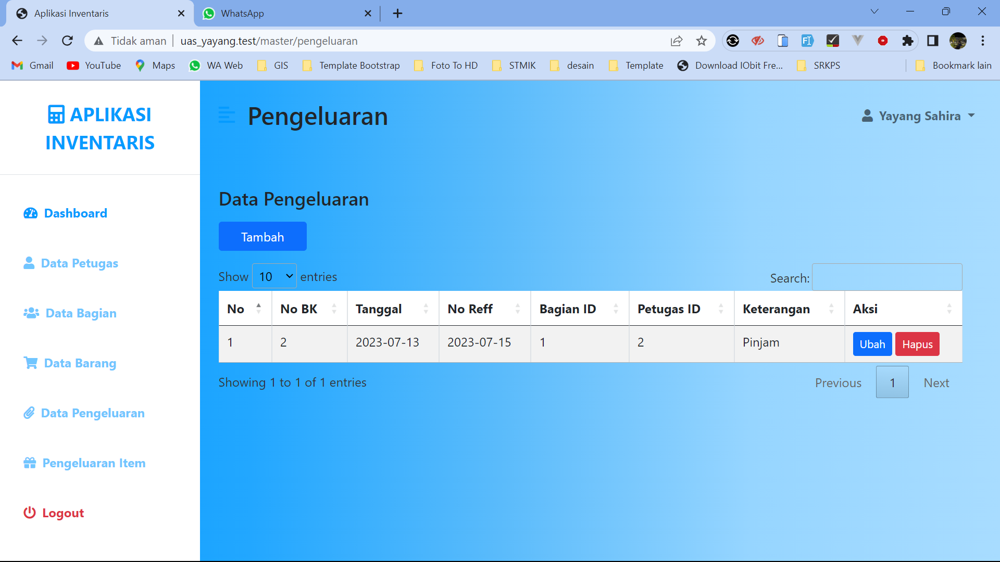 Aplikasi Inventaris
WhatsApp
Tidak aman
uas_yayang.test/master/pengeluaran
Gmail
YouTube
Maps
WA Web
GIS
Template Bootstrap
Foto To HD
STMIK
desain
Template
Download IObit Fre...
SRKPS
Bookmark lain
APLIKASI
INVENTARIS
Dashboard
Data Petugas
Data Bagian
Data Barang
Data Pengeluaran
Pengeluaran Item
Logout
Pengeluaran
Yayang Sahira
Data Pengeluaran
Tambah
Show 10 entries
Search:
No No BK Tanggal No Reff Bagian ID Petugas ID Keterangan Aksi
1 2 2023-07-13 2023-07-15 1 2 Pinjam Ubah Hapus
Showing 1 to 1 of 1 entries
Previous 1 Next